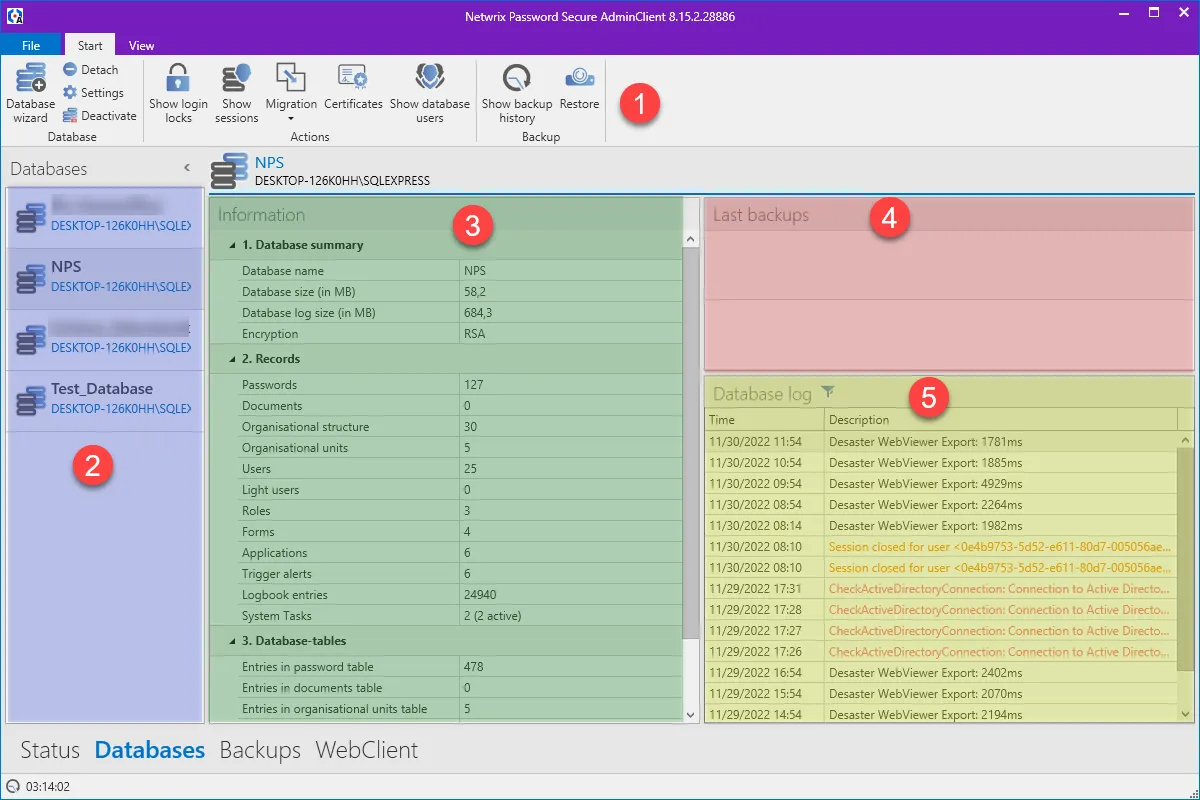 Netwrix Password Secure AdminClient 8.15.2.28886
File Start View
Database wizard
Detach
Settings
Deactivate
Database
Show login locks
Show sessions
Migration
Certificates
Show database users
Actions
Show backup history
Restore
Backup
1
Databases
DESKTOP-126K0HH\SQLEX
NPS
DESKTOP-126K0HH\SQLEX
DESKTOP-126K0HH\SQLEX
Test_Database
DESKTOP-126K0HH\SQLEX
2
NPS
DESKTOP-126K0HH\SQLEXPRESS
Information
3
1. Database summary
Database name NPS
Database size (in MB) 58,2
Database log size (in MB) 684,3
Encryption RSA
2. Records
Passwords 127
Documents 0
Organisational structure 30
Organisational units 5
Users 25
Light users 0
Roles 3
Forms 4
Applications 6
Trigger alerts 6
Logbook entries 24940
System Tasks 2 (2 active)
3. Database-tables
Entries in password table 478
Entries in documents table 0
Entries in organisational units table 5
Last backups
4
Database log
5
Time Description
11/30/2022 11:54 Desaster WebViewer Export: 1781ms
11/30/2022 10:54 Desaster WebViewer Export: 1885ms
11/30/2022 09:54 Desaster WebViewer Export: 4929ms
11/30/2022 08:54 Desaster WebViewer Export: 2264ms
11/30/2022 08:14 Desaster WebViewer Export: 1982ms
11/30/2022 08:10 Session closed for user <0e4b9753-5d52-e611-80d7-005056ae...
11/30/2022 08:10 Session closed for user <0e4b9753-5d52-e611-80d7-005056ae...
11/29/2022 17:31 CheckActiveDirectoryConnection: Connection to Active Directo...
11/29/2022 17:28 CheckActiveDirectoryConnection: Connection to Active Directo...
11/29/2022 17:27 CheckActiveDirectoryConnection: Connection to Active Directo...
11/29/2022 17:26 CheckActiveDirectoryConnection: Connection to Active Directo...
11/29/2022 16:54 Desaster WebViewer Export: 2402ms
11/29/2022 15:54 Desaster WebViewer Export: 2070ms
11/29/2022 14:54 Desaster WebViewer Export: 2194ms
Status Databases Backups WebClient
03:14:02